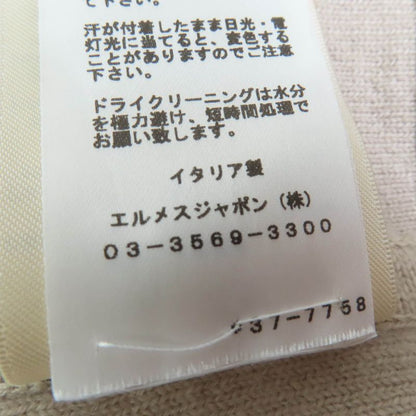 て下さい。
汗が付着したまま日光・電
灯光に当てると、変色する
ことがありますのでご注意
下さい。
ドライクリーニングは水分
を極力避け、短時間処理で
お願い致します。
イタリア製
エルメスジャポン（株）
０３－３５６９－３３００
37-7758